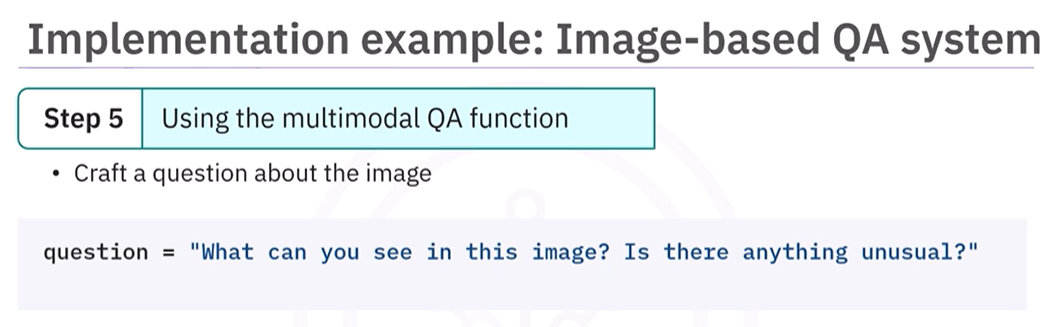 Implementation example: Image-based QA system
Step 5 Using the multimodal QA function
• Craft a question about the image
question = "What can you see in this image? Is there anything unusual?"